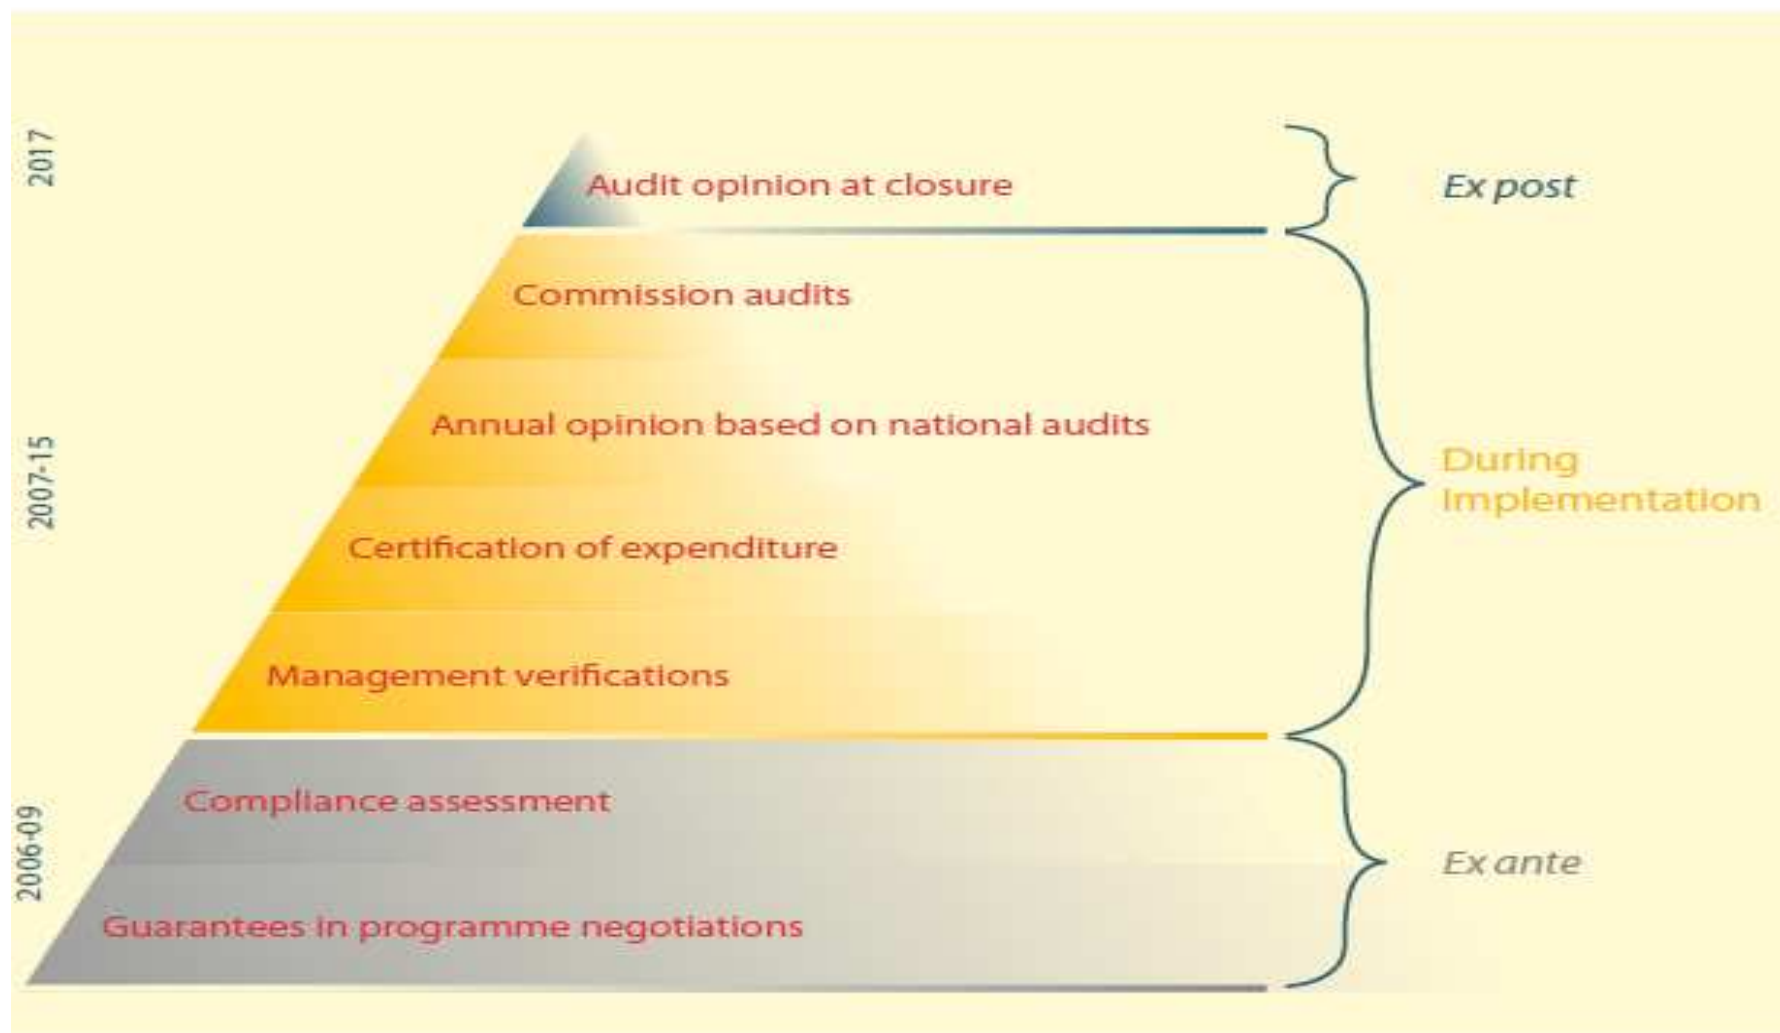 2017
Audit opinion at closure
Ex post
Commission audits
2007-15
Annual opinion based on national audits
During
Implementation
Certification of expenditure
Management verifications
2006-09
Compliance assessment
Ex ante
Guarantees in programme negotiations